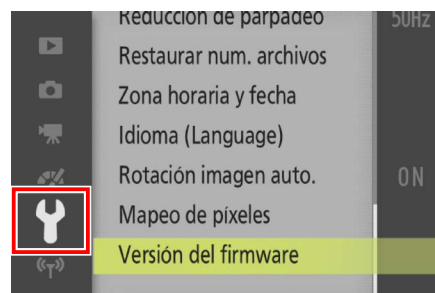 Reducción de parpadeo 50Hz
Restaurar num. archivos
Zona horaria y fecha
Idioma (Language)
Rotación imagen auto. ON
Mapeo de píxeles
Versión del firmware